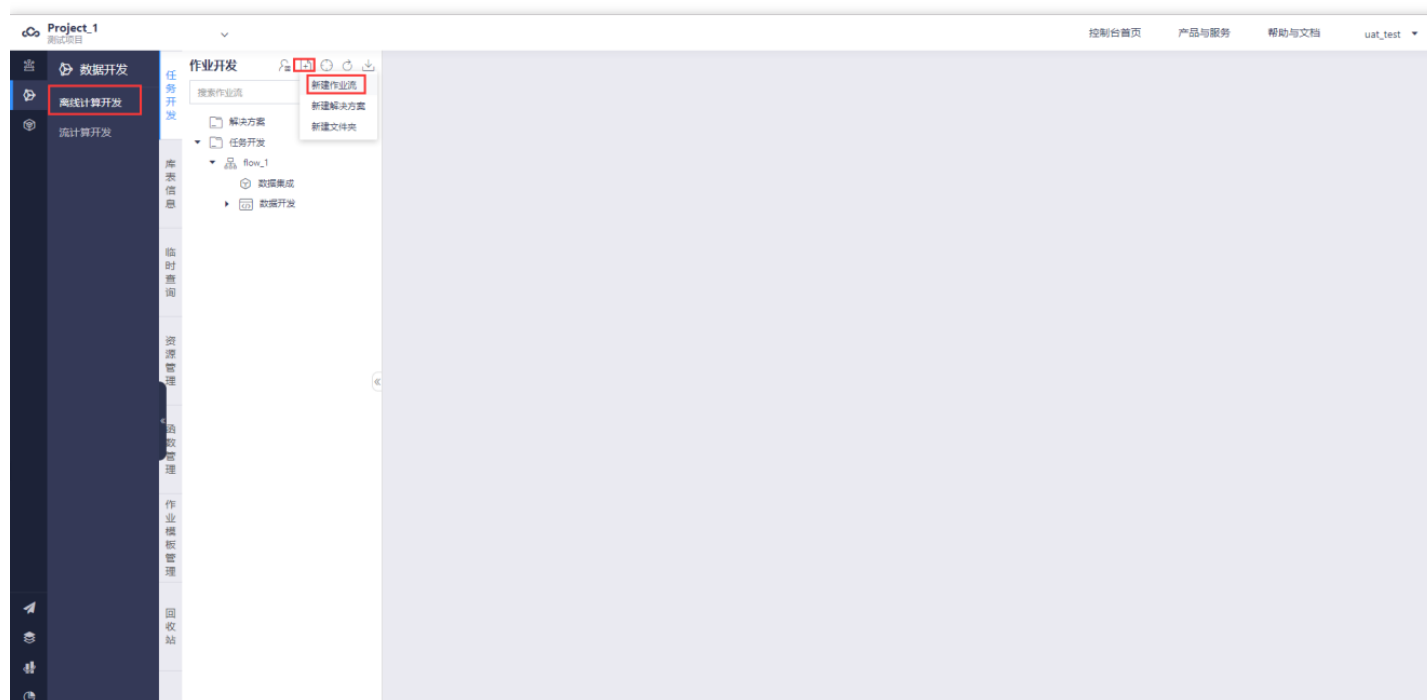 Project_1
测试项目
控制台首页
产品与服务
帮助与文档
uat_test
数据开发
离线计算开发
流计算开发
任务开发
库表信息
临时查询
资源管理
函数管理
作业模板管理
回收站
作业开发
搜索作业流
新建作业流
新建解决方案
新建文件夹
解决方案
任务开发
flow_1
数据集成
数据开发